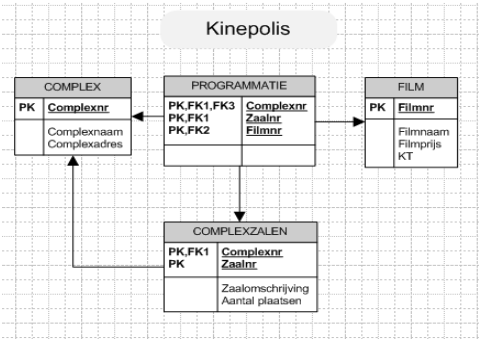 Kinepolis
COMPLEX
PK Complexnr
Complexnaam
Complexadres
PROGRAMMATIE
PK,FK1,FK3 Complexnr
PK,FK1 Zaalnr
PK,FK2 Filmnr
FILM
PK Filmnr
Filmnaam
Filmprijs
KT
COMPLEXZALEN
PK,FK1 Complexnr
PK Zaalnr
Zaalomschrijving
Aantal plaatsen